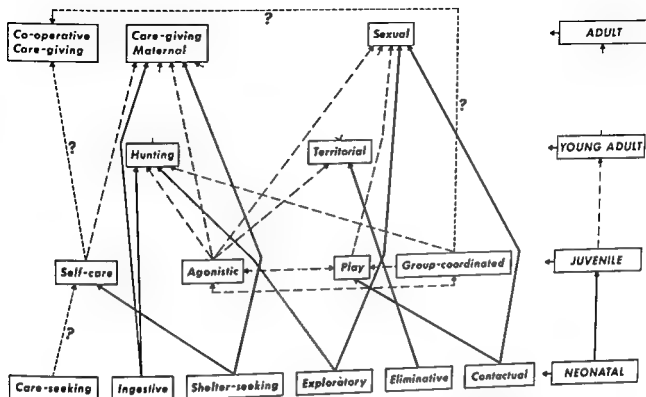 ?
Co-operative
Care-giving
Care-giving
Maternal
Sexual
ADULT
?
?
Hunting
Territorial
YOUNG ADULT
Self-care
Agonistic
Play
Group-coordinated
JUVENILE
?
Care-seeking
Ingestive
Shelter-seeking
Exploratory
Eliminative
Contactual
NEONATAL